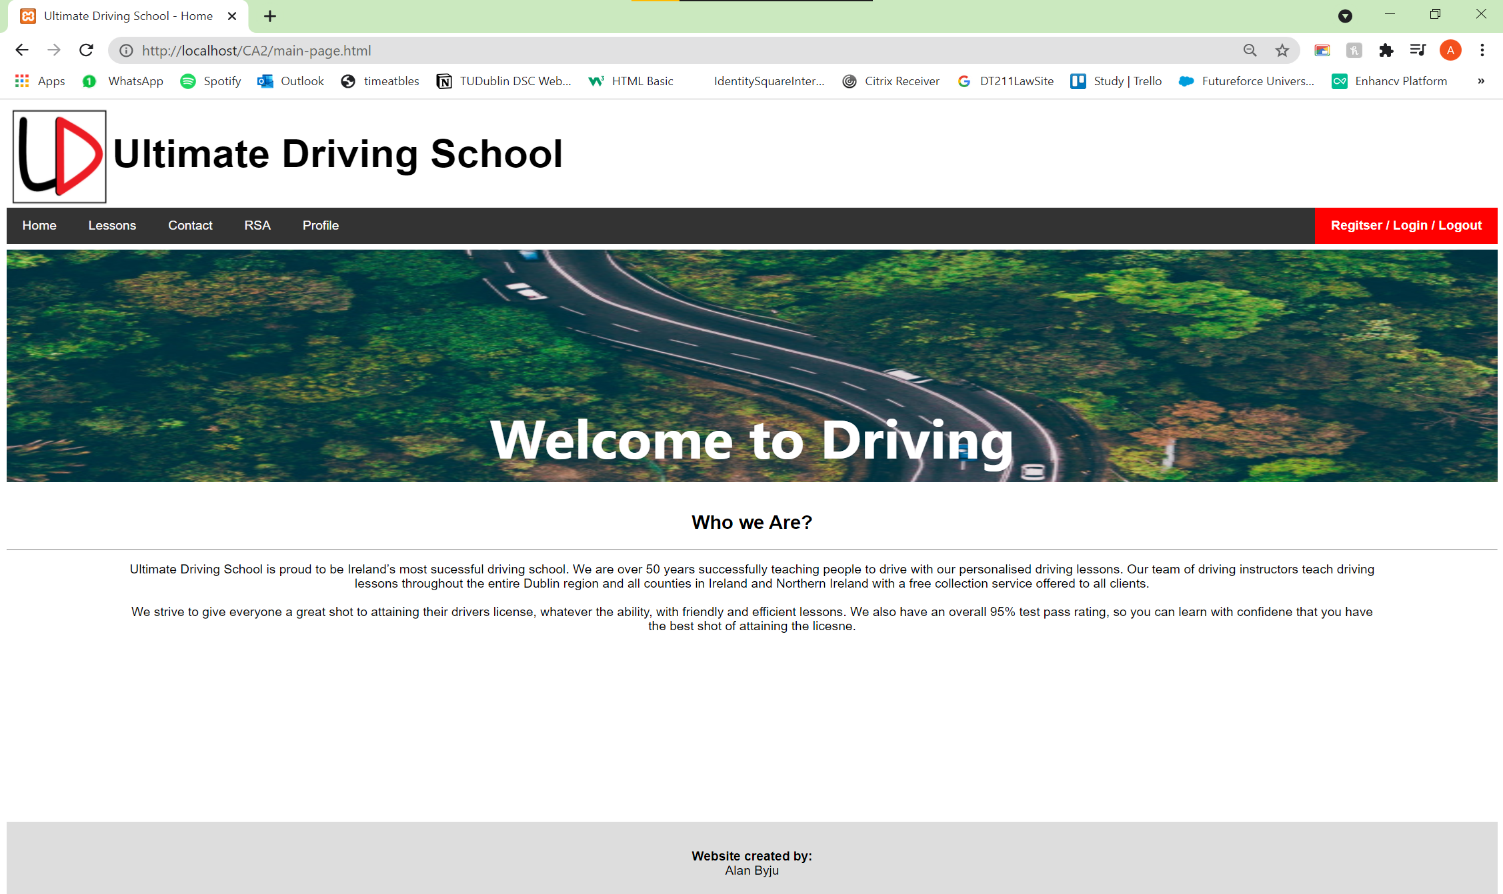 Ultimate Driving School - Home
http://localhost/CA2/main-page.html
A
Apps
1
WhatsApp
Spotify
Outlook
timeatbles
TUDublin DSC Web...
HTML Basic
IdentitySquareInter...
Citrix Receiver
DT211LawSite
Study | Trello
Futureforce Univers...
Enhancv Platform
»
UD
Ultimate Driving School
Home
Lessons
Contact
RSA
Profile
Regitser / Login / Logout
Welcome to Driving
Who we Are?
Ultimate Driving School is proud to be Ireland's most sucessful driving school. We are over 50 years successfully teaching people to drive with our personalised driving lessons. Our team of driving instructors teach driving
lessons throughout the entire Dublin region and all counties in Ireland and Northern Ireland with a free collection service offered to all clients.
We strive to give everyone a great shot to attaining their drivers license, whatever the ability, with friendly and efficient lessons. We also have an overall 95% test pass rating, so you can learn with confidene that you have
the best shot of attaining the licesne.
Website created by:
Alan Byju